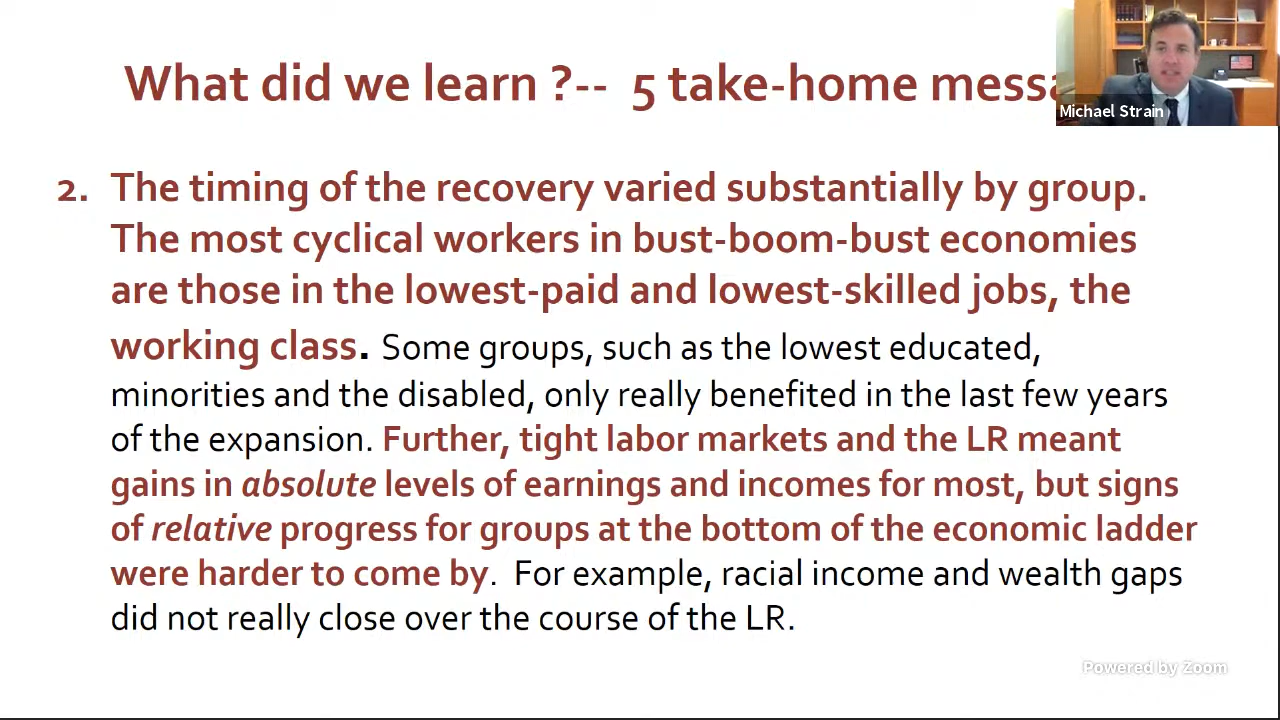 What did we learn ?-- 5 take-home messa
Michael Strain
2. The timing of the recovery varied substantially by group.
The most cyclical workers in bust-boom-bust economies
are those in the lowest-paid and lowest-skilled jobs, the
working class. Some groups, such as the lowest educated,
minorities and the disabled, only really benefited in the last few years
of the expansion. Further, tight labor markets and the LR meant
gains in absolute levels of earnings and incomes for most, but signs
of relative progress for groups at the bottom of the economic ladder
were harder to come by. For example, racial income and wealth gaps
did not really close over the course of the LR.
Powered by Zoom